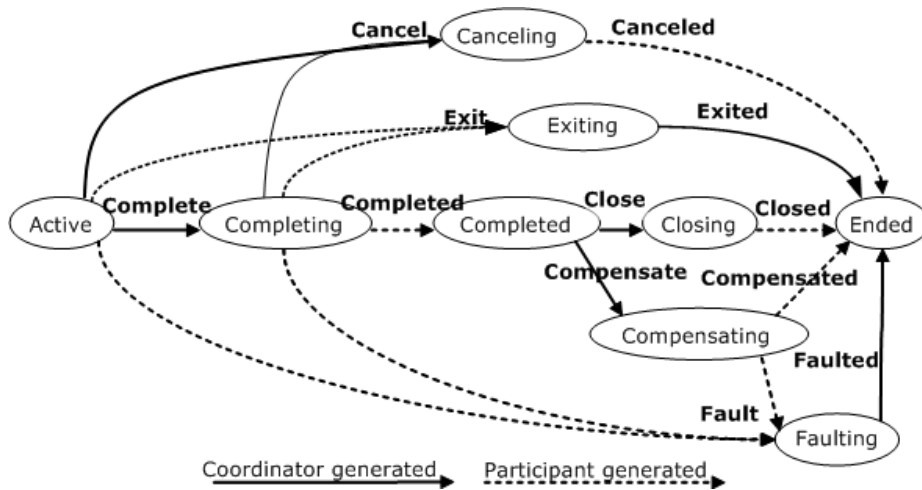 Cancel
Canceling
Canceled
Exit
Exiting
Exited
Active
Complete
Completing
Completed
Completed
Close
Closing
Closed
Ended
Compensate
Compensated
Compensating
Faulted
Fault
Faulting
Coordinator generated
Participant generated